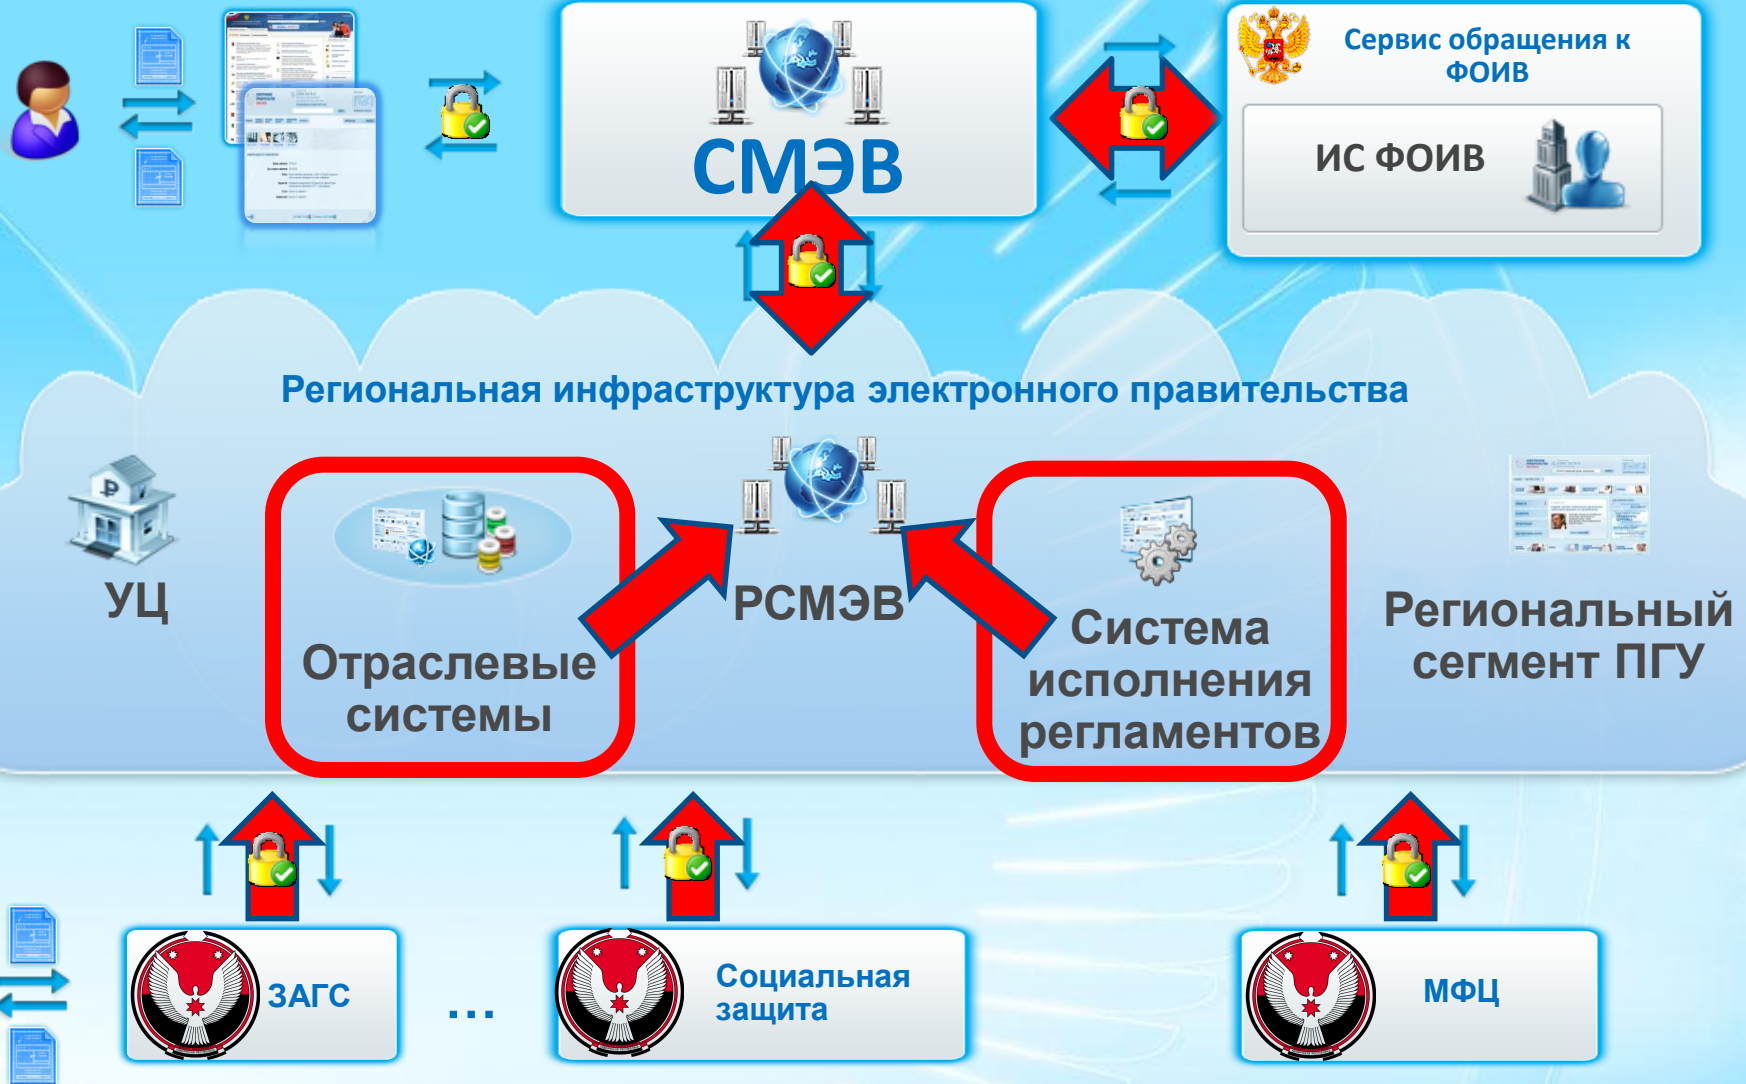 СМЭВ
Сервис обращения к
ФОИВ
ИС ФОИВ
Региональная инфраструктура электронного правительства
УЦ
Отраслевые
системы
РСМЭВ
Система
исполнения
регламентов
Региональный
сегмент ПГУ
ЗАГС
...
Социальная
защита
МФЦ